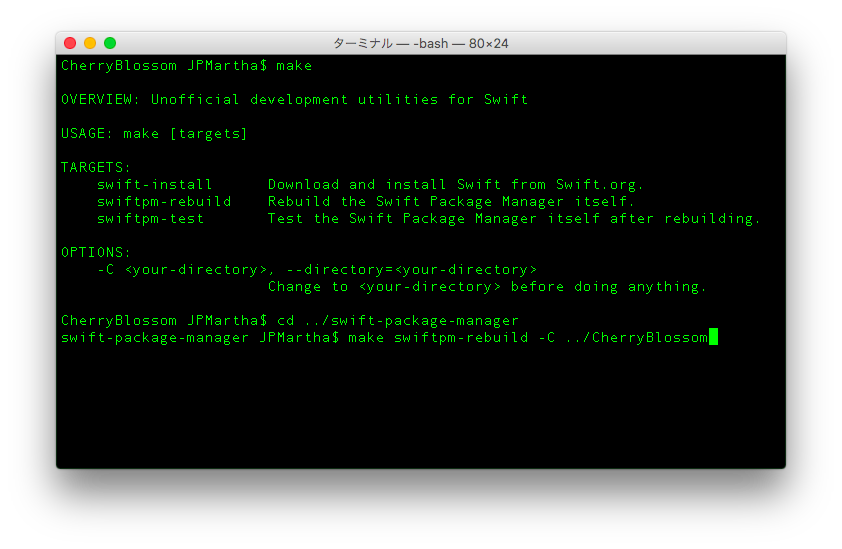 ターミナル — -bash — 80×24
CherryBlossom JPMartha$ make
OVERVIEW: Unofficial development utilities for Swift
USAGE: make [targets]
TARGETS:
swift-install Download and install Swift from Swift.org.
swiftpm-rebuild Rebuild the Swift Package Manager itself.
swiftpm-test Test the Swift Package Manager itself after rebuilding.
OPTIONS:
-C <your-directory>, --directory=<your-directory>
Change to <your-directory> before doing anything.
CherryBlossom JPMartha$ cd ../swift-package-manager
swift-package-manager JPMartha$ make swiftpm-rebuild -C ../CherryBlossom